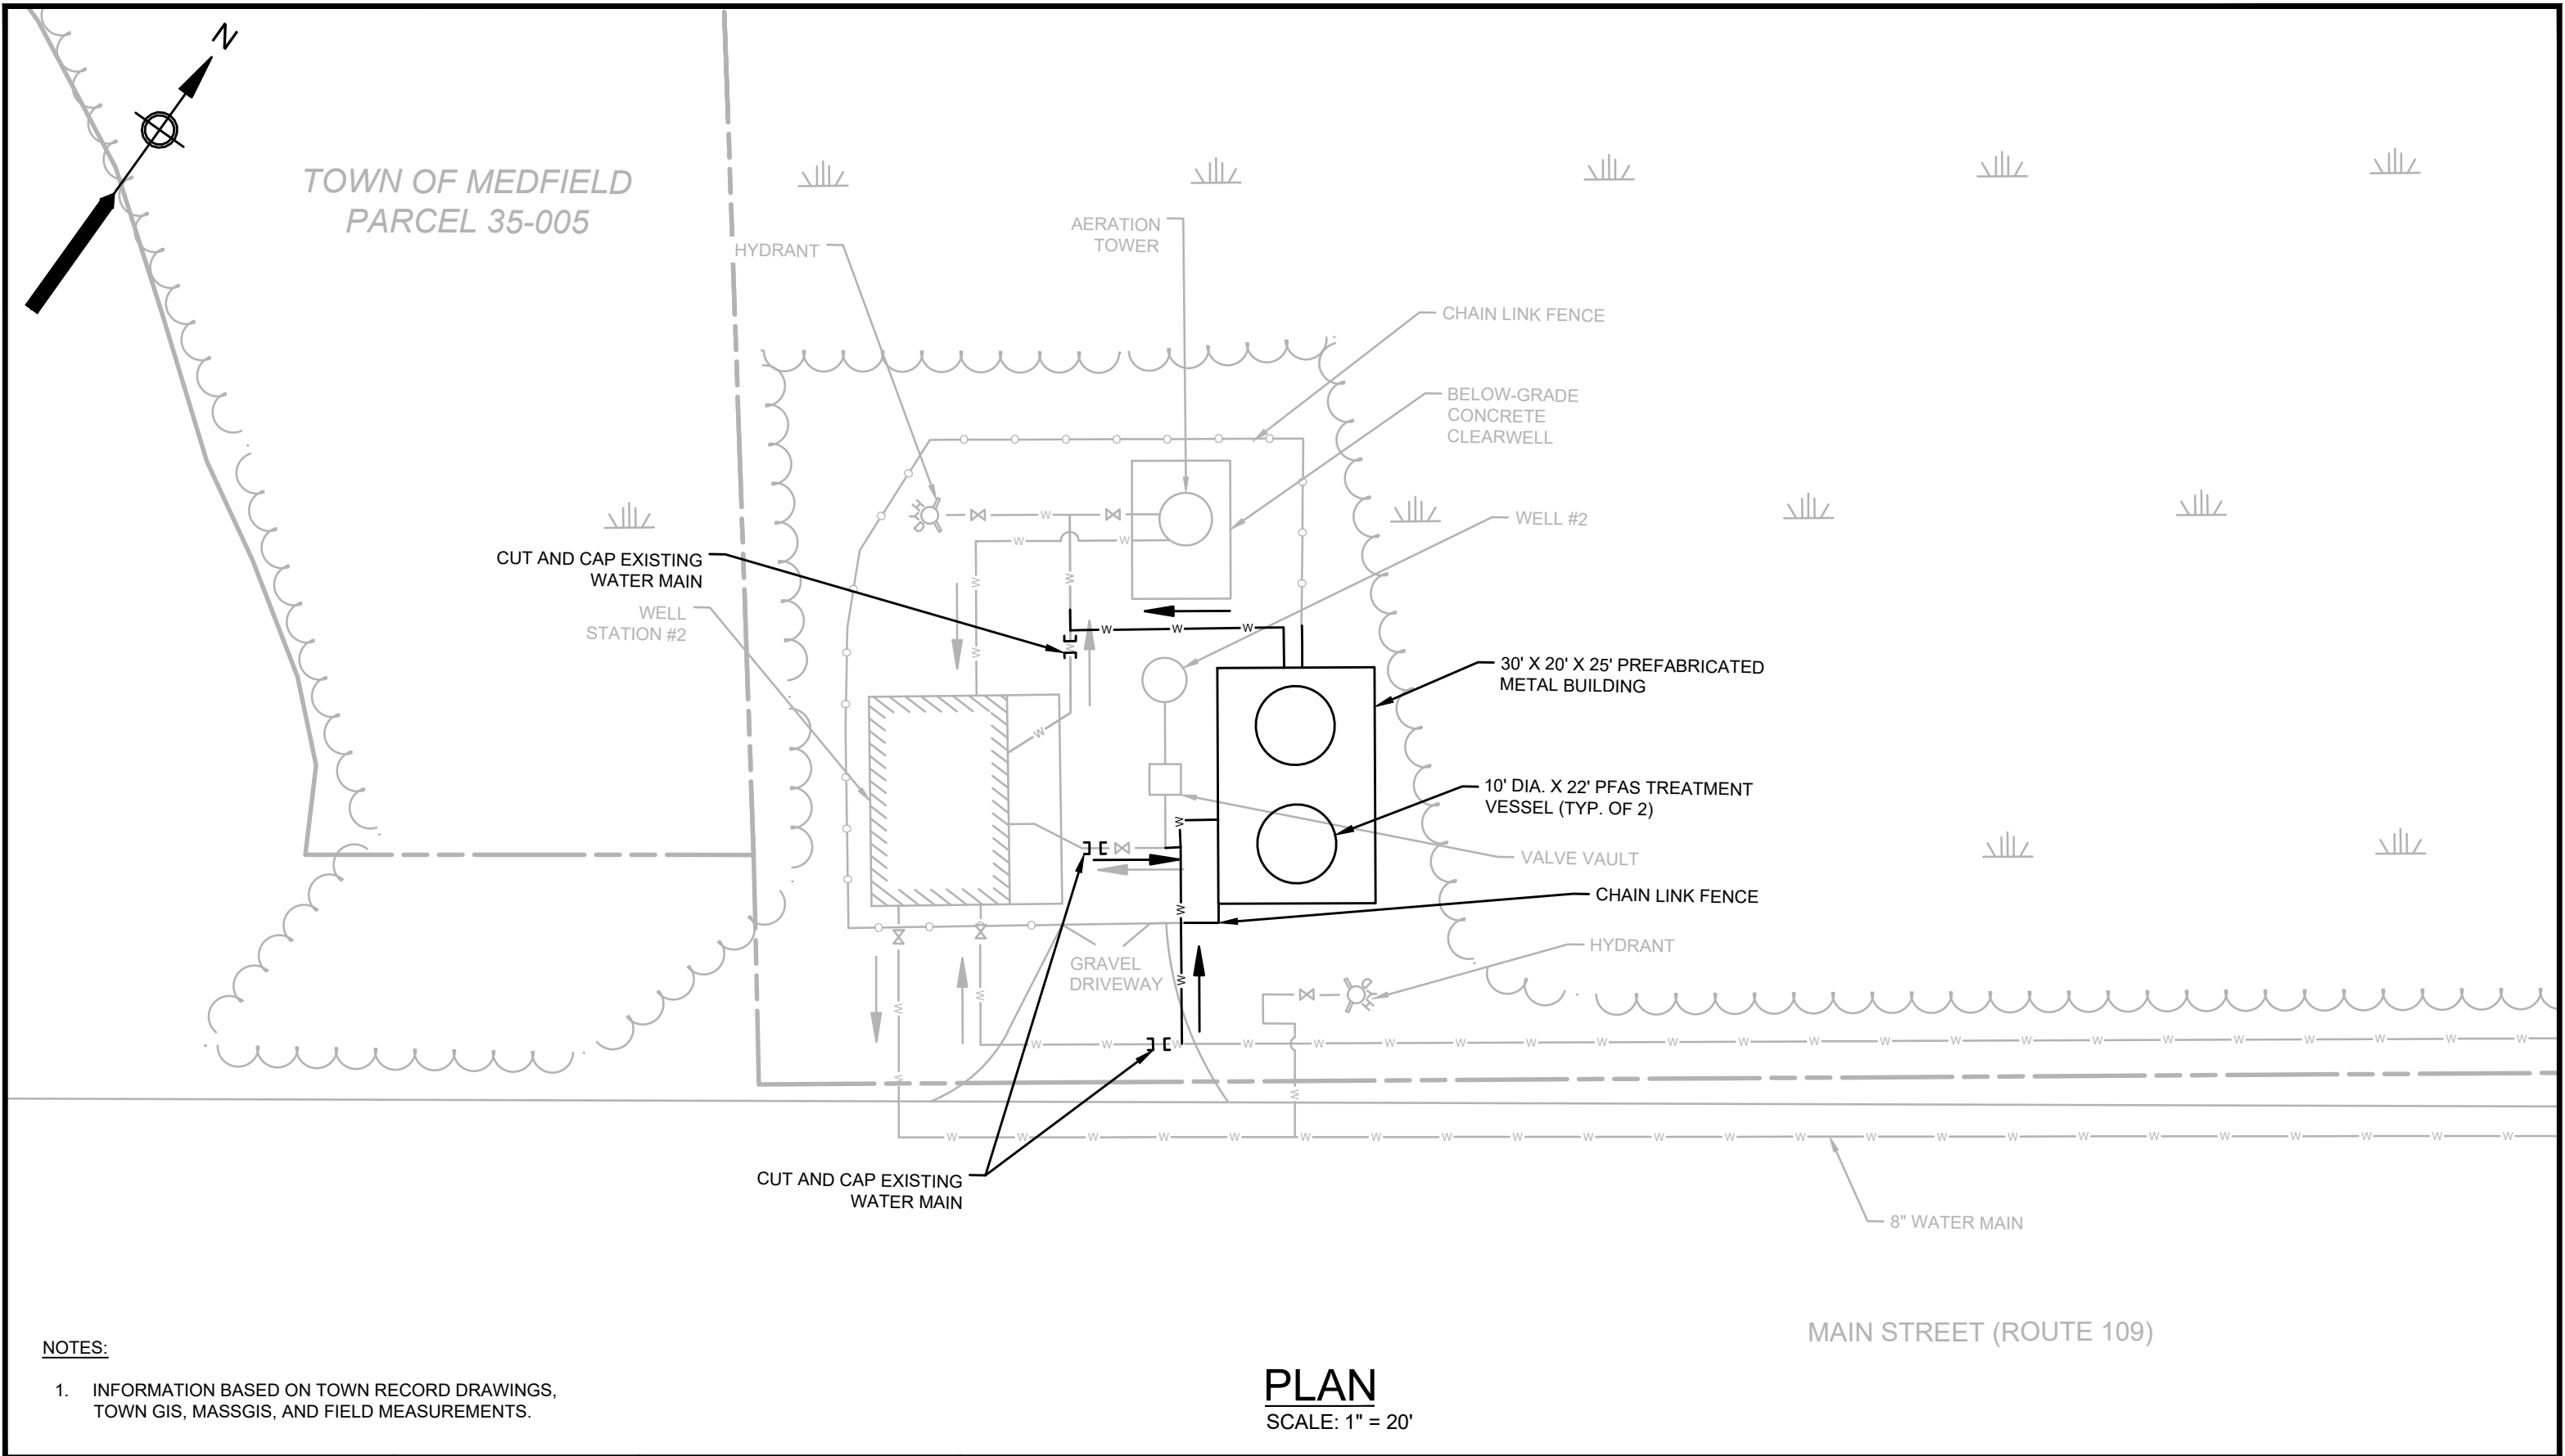 N
TOWN OF MEDFIELD
PARCEL 35-005
HYDRANT
AERATION
TOWER
CHAIN LINK FENCE
BELOW-GRADE
CONCRETE
CLEARWELL
WELL #2
CUT AND CAP EXISTING
WATER MAIN
WELL
STATION #2
30' X 20' X 25' PREFABRICATED
METAL BUILDING
10' DIA. X 22' PFAS TREATMENT
VESSEL (TYP. OF 2)
VALVE VAULT
CHAIN LINK FENCE
HYDRANT
GRAVEL
DRIVEWAY
CUT AND CAP EXISTING
WATER MAIN
8" WATER MAIN
MAIN STREET (ROUTE 109)
NOTES:
1. INFORMATION BASED ON TOWN RECORD DRAWINGS,
TOWN GIS, MASSGIS, AND FIELD MEASUREMENTS.
PLAN
SCALE: 1" = 20'